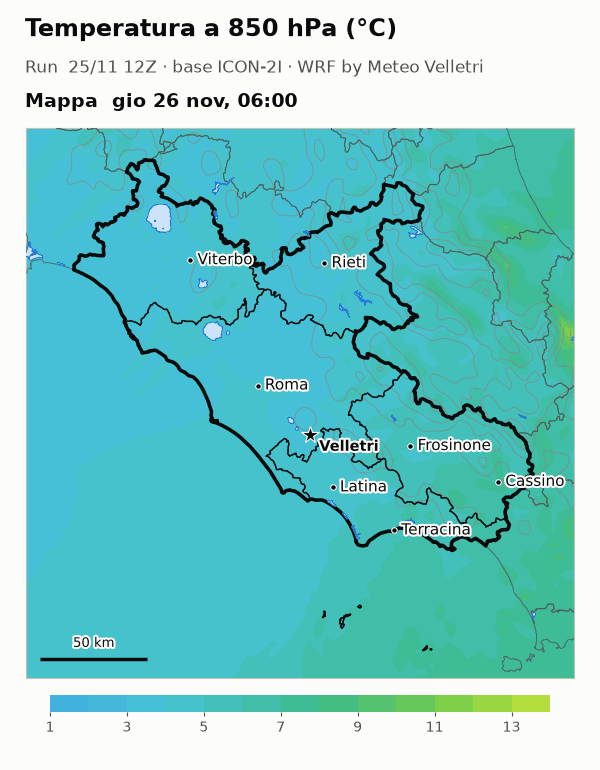 Temperatura a 850 hPa (°C)
Run  25/11 12Z · base ICON-2I · WRF by Meteo Velletri
Mappa  gio 26 nov, 06:00
Viterbo
Rieti
Roma
Velletri
Frosinone
Cassino
Latina
Terracina
50 km
1 3 5 7 9 11 13